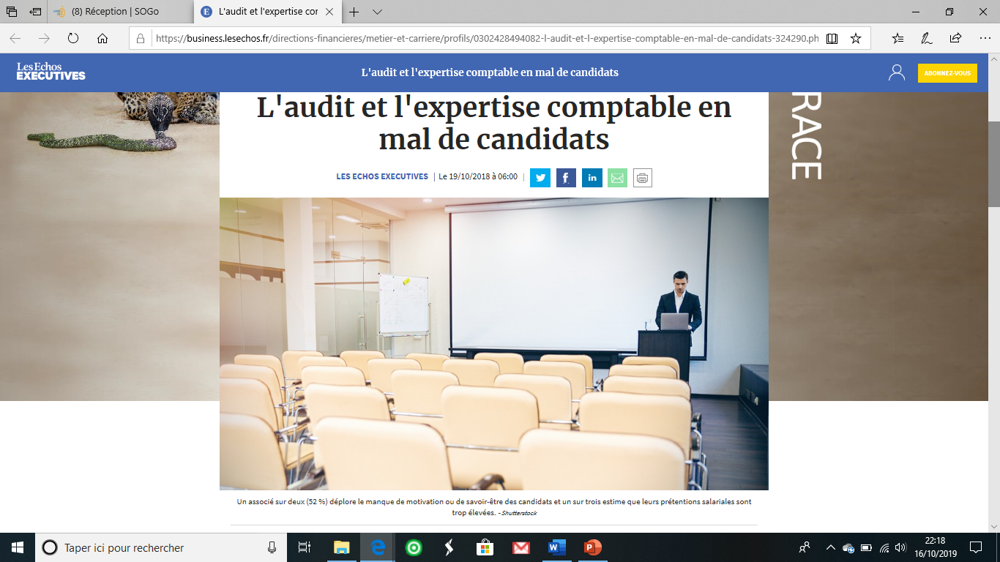 (8) Réception | SOGo
L'audit et l'expertise cor
https://business.lesechos.fr/directions-financieres/metier-et-carriere/profils/0302428494082-l-audit-et-l-expertise-comptable-en-mal-de-candidats-324290.ph
Les Echos
EXECUTIVES
L'audit et l'expertise comptable en mal de candidats
ABONNEZ-VOUS
L'audit et l'expertise comptable en
mal de candidats
RACE
LES ECHOS EXECUTIVES | Le 19/10/2018 à 06:00 |
Un associé sur deux (52 %) déplore le manque de motivation ou de savoir-être des candidats et un sur trois estime que leurs prétentions salariales sont
trop élevées. - Shutterstock
Taper ici pour rechercher
22:18
16/10/2019